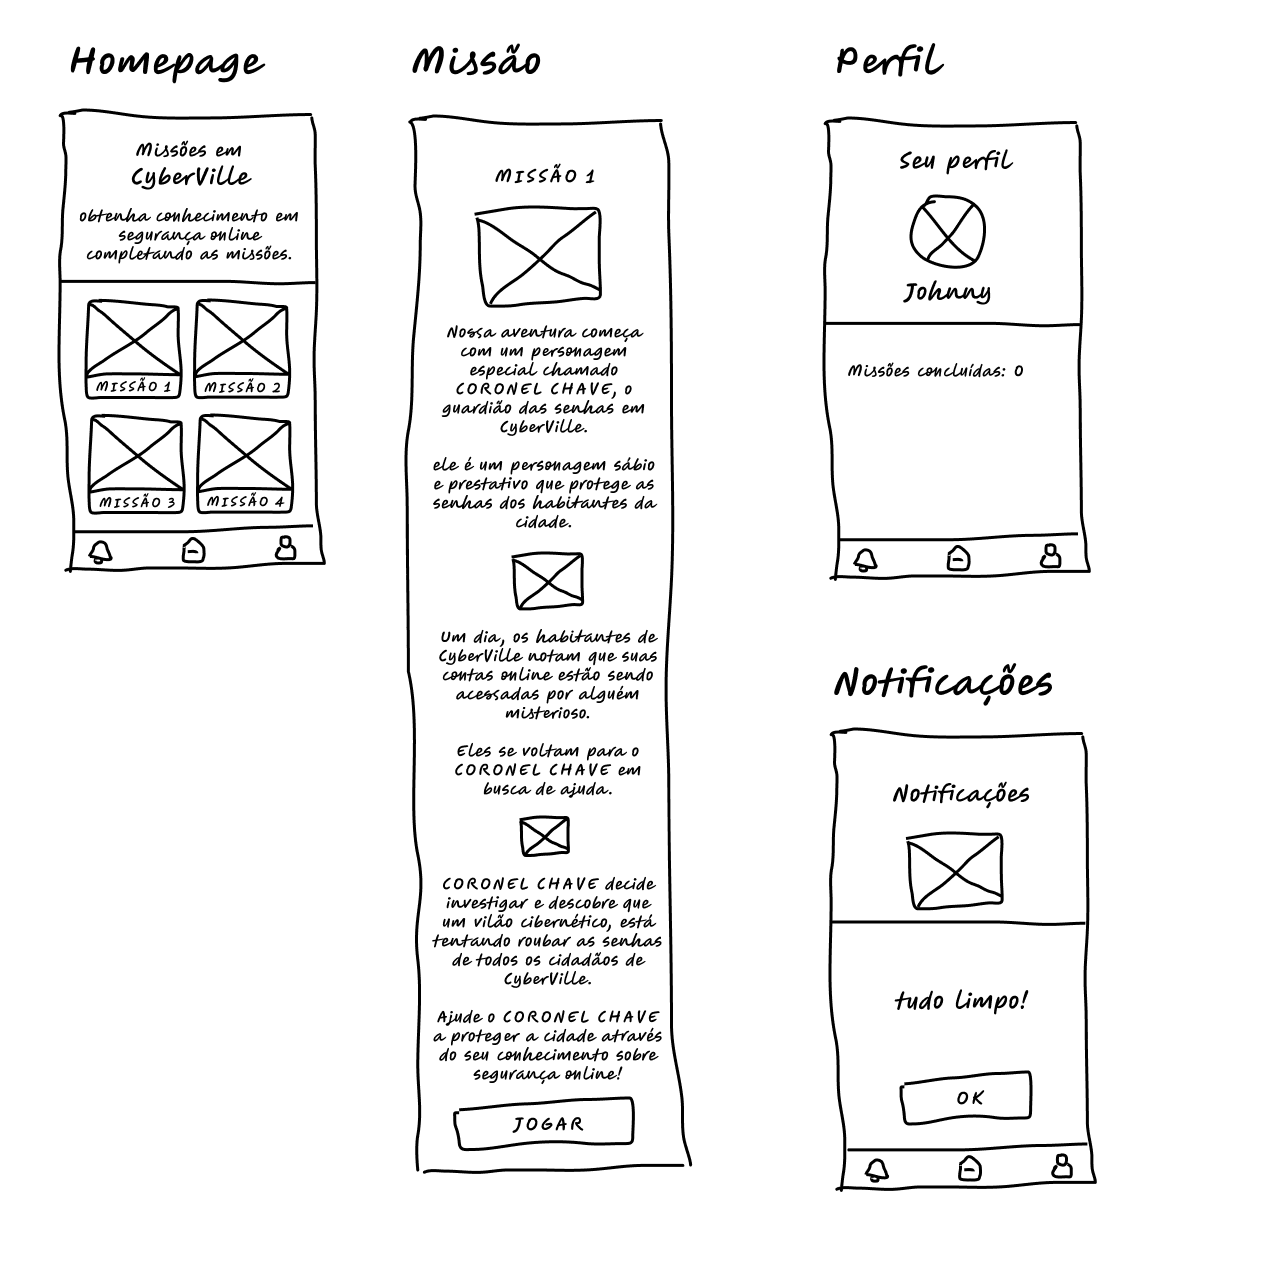 Homepage
Missões em
CyberVille
obtenha conhecimento em
segurança online
completando as missões.
MISSÃO 1
MISSÃO 2
MISSÃO 3
MISSÃO 4
Missão
MISSÃO 1
Nossa aventura começa
com um personagem
especial chamado
CORONEL CHAVE, o
guardião das senhas em
CyberVille.
ele é um personagem sábio
e prestativo que protege as
senhas dos habitantes da
cidade.
Um dia, os habitantes de
CyberVille notam que suas
contas online estão sendo
acessadas por alguém
misterioso.
Eles se voltam para o
CORONEL CHAVE em
busca de ajuda.
CORONEL CHAVE decide
investigar e descobre que
um vilão cibernético, está
tentando roubar as senhas
de todos os cidadãos de
CyberVille.
Ajude o CORONEL CHAVE
a proteger a cidade através
do seu conhecimento sobre
segurança online!
JOGAR
Perfil
Seu perfil
Johnny
Missões concluídas: 0
Notificações
Notificações
tudo limpo!
OK